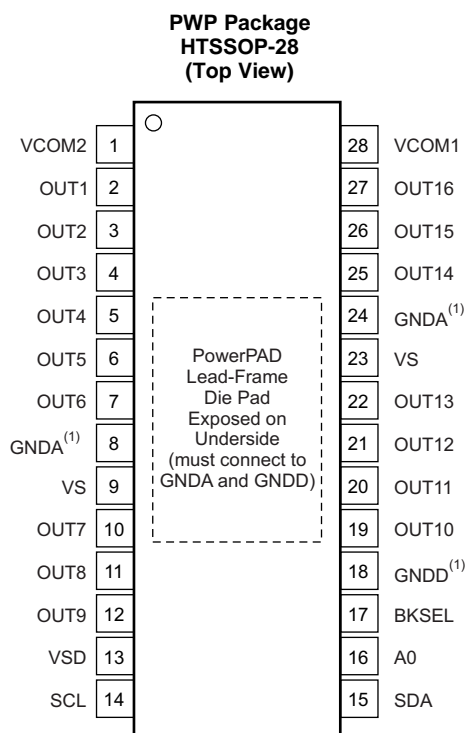 PWP Package
HTSSOP-28
(Top View)
VCOM2 1 28 VCOM1
OUT1 2 27 OUT16
OUT2 3 26 OUT15
OUT3 4 25 OUT14
OUT4 5 24 GNDA(1)
OUT5 6 23 VS
OUT6 7 22 OUT13
GNDA(1) 8 21 OUT12
VS 9 20 OUT11
OUT7 10 19 OUT10
OUT8 11 18 GNDD(1)
OUT9 12 17 BKSEL
VSD 13 16 A0
SCL 14 15 SDA
PowerPAD
Lead-Frame
Die Pad
Exposed on
Underside
(must connect to
GNDA and GNDD)